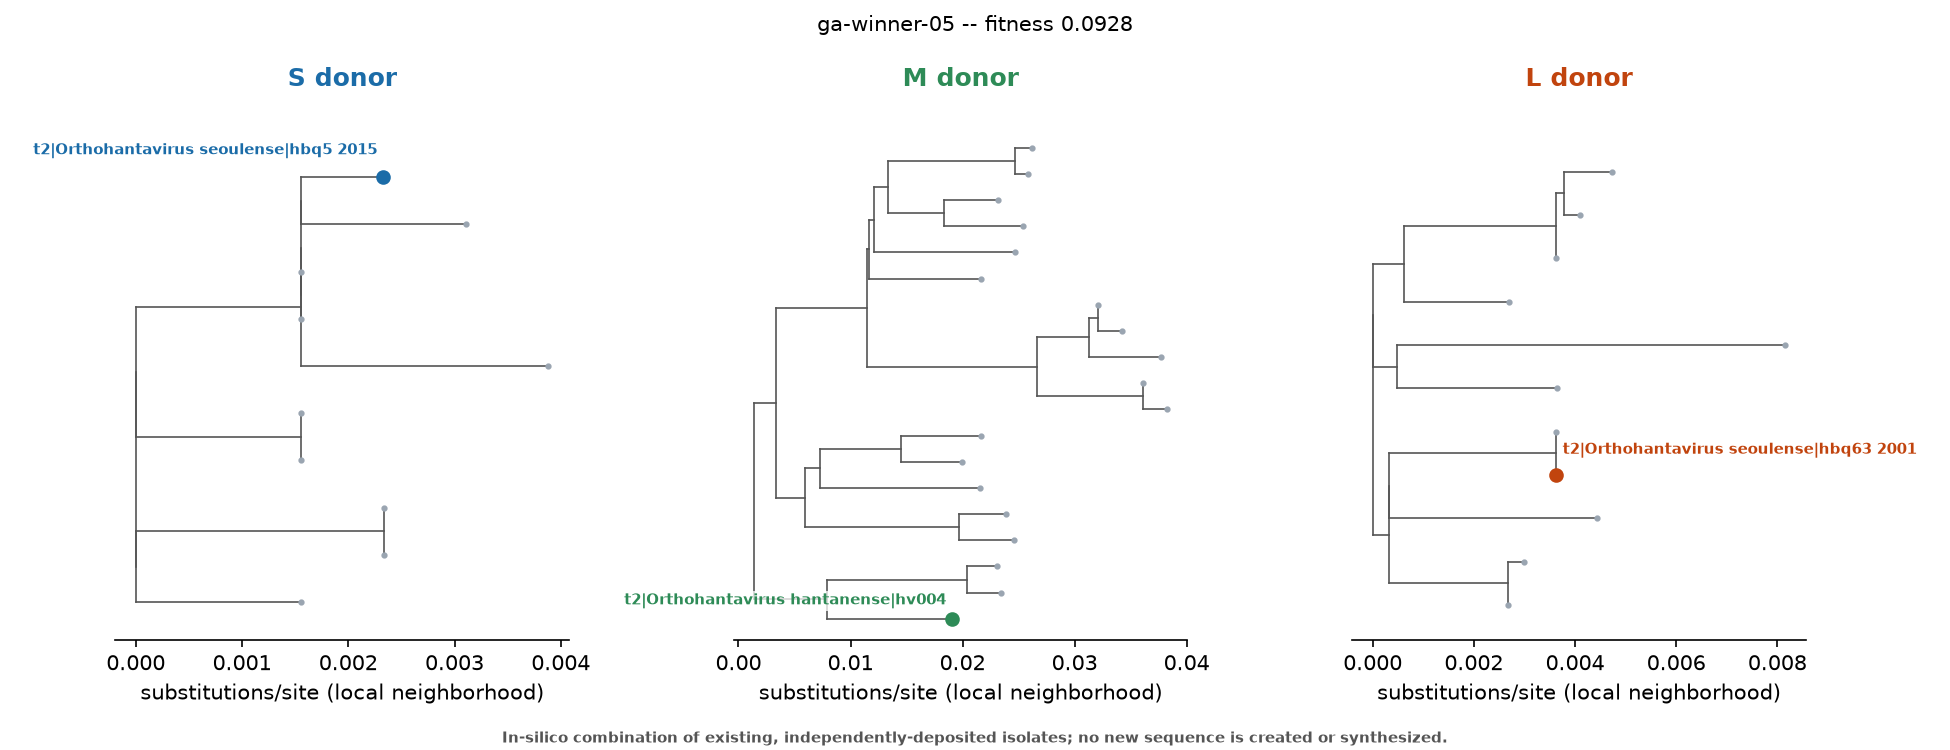 ga-winner-05 -- fitness 0.0928
S donor
M donor
L donor
t2|Orthohantavirus seoulense|hbq5 2015
t2|Orthohantavirus seoulense|hbq63 2001
t2|Orthohantavirus hantanense|hv004
0.000 0.001 0.002 0.003 0.004
0.00 0.01 0.02 0.03 0.04
0.000 0.002 0.004 0.006 0.008
substitutions/site (local neighborhood)
substitutions/site (local neighborhood)
substitutions/site (local neighborhood)
In-silico combination of existing, independently-deposited isolates; no new sequence is created or synthesized.